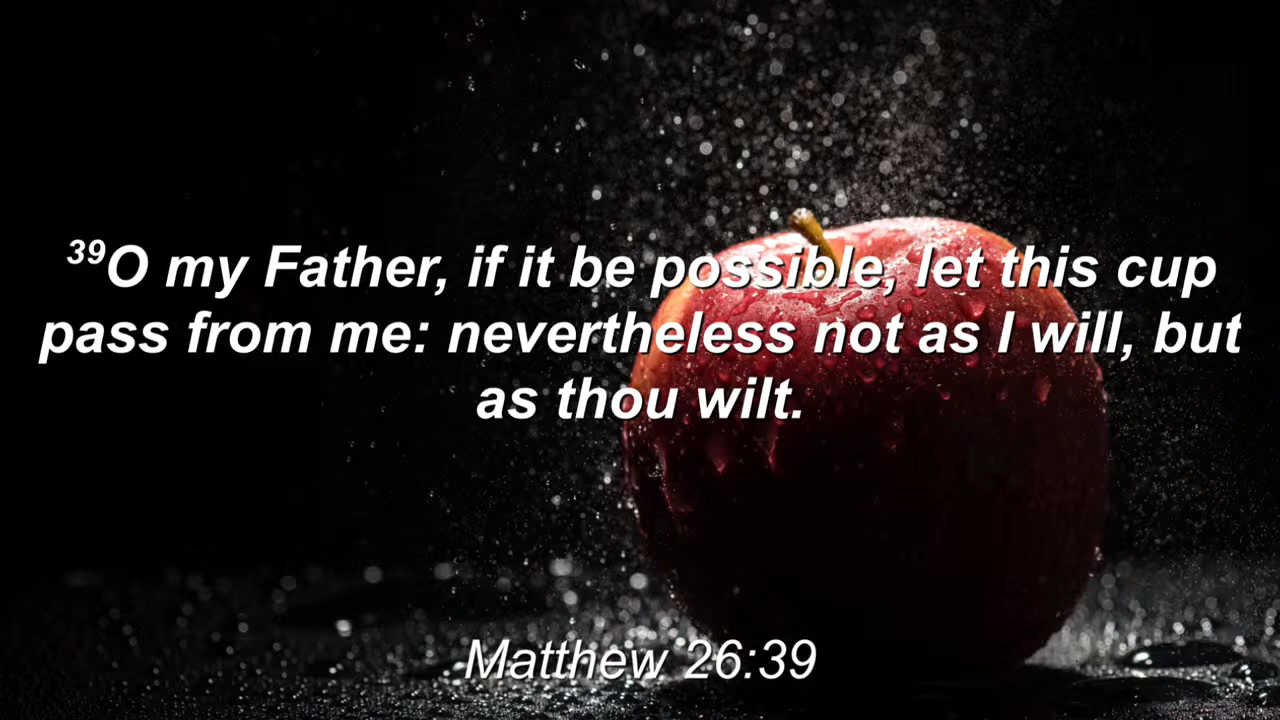 39O my Father, if it be possible, let this cup
pass from me: nevertheless not as I will, but
as thou wilt.
Matthew 26:39